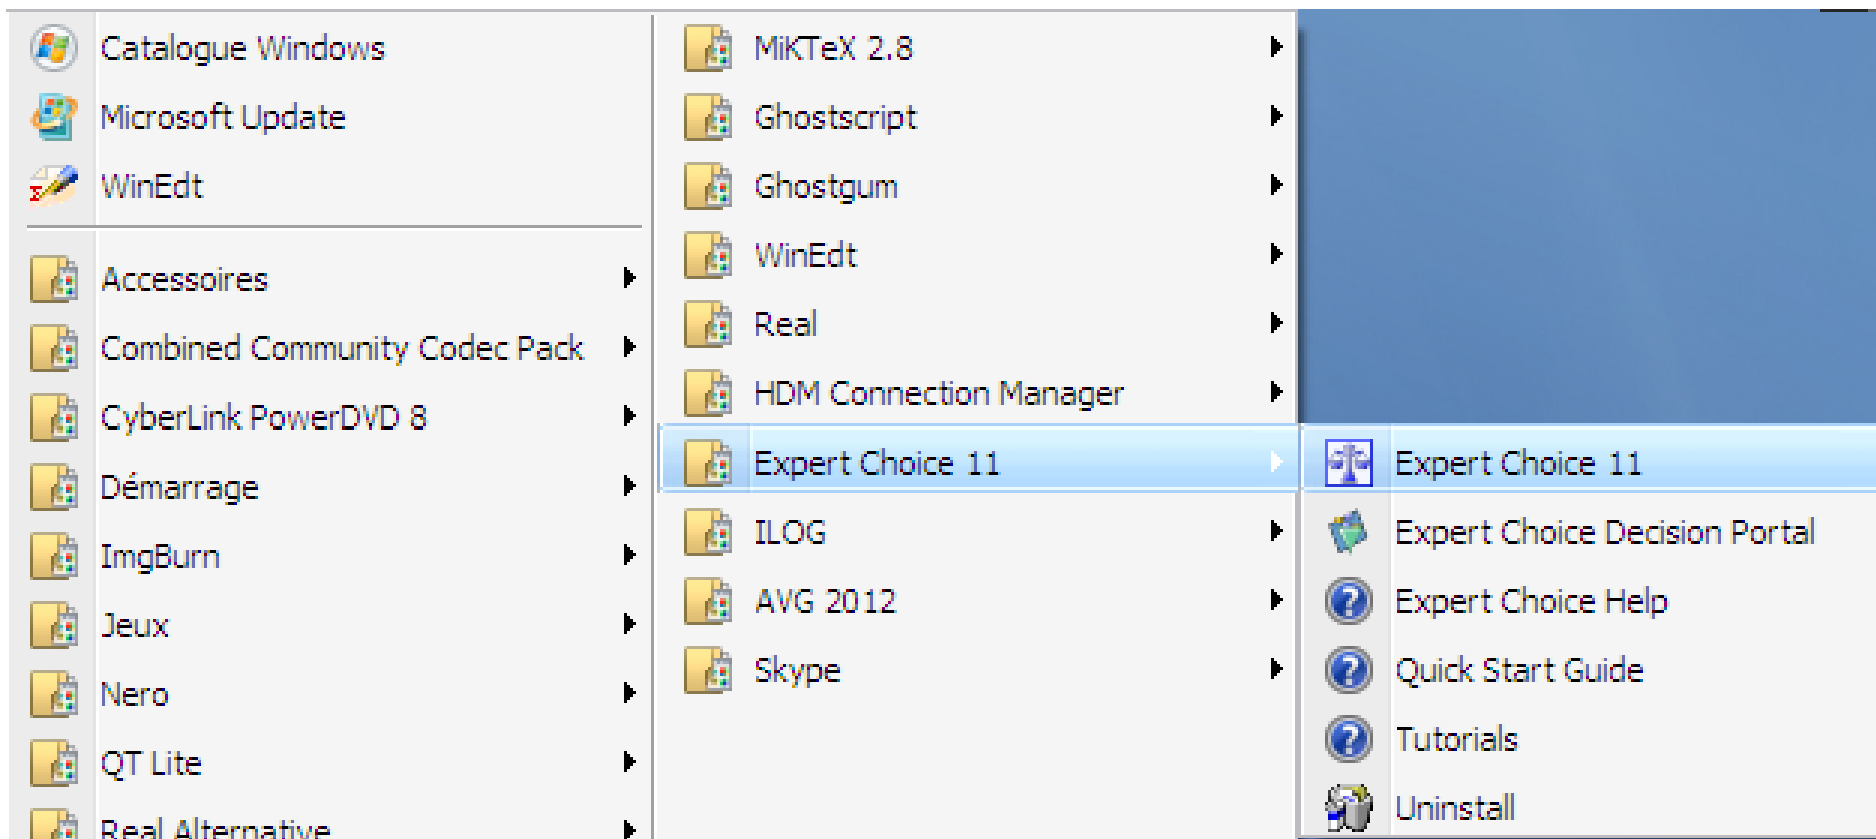 Catalogue Windows
Microsoft Update
WinEdt
Accessoires
Combined Community Codec Pack
CyberLink PowerDVD 8
Démarrage
ImgBurn
Jeux
Nero
QT Lite
Real Alternative
MiKTeX 2.8
Ghostscript
Ghostgum
WinEdt
Real
HDM Connection Manager
Expert Choice 11
ILOG
AVG 2012
Skype
Expert Choice 11
Expert Choice Decision Portal
Expert Choice Help
Quick Start Guide
Tutorials
Uninstall